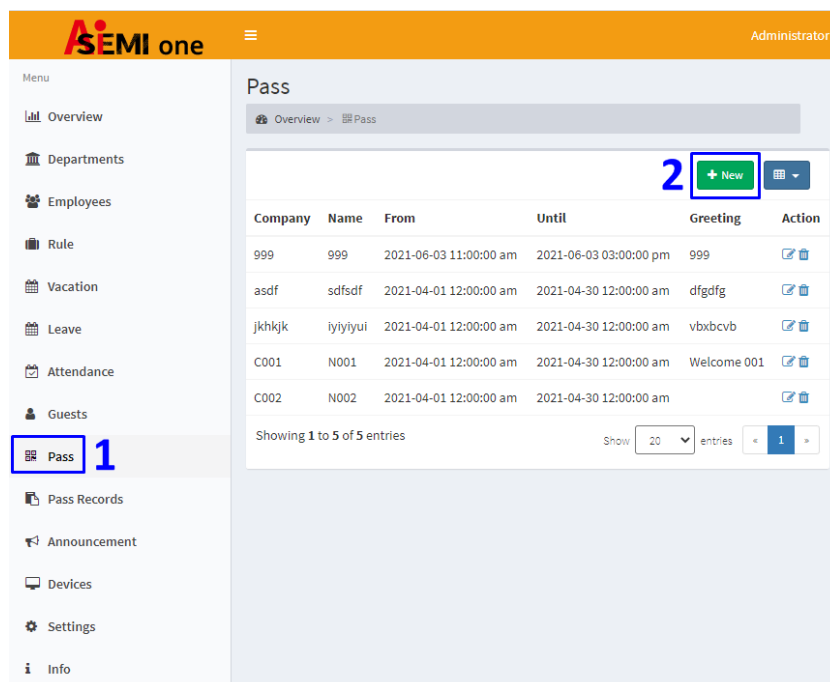 AiSEMI one
Administrator
Menu
Overview
Departments
Employees
Rule
Vacation
Leave
Attendance
Guests
Pass 1
Pass Records
Announcement
Devices
Settings
Info
Pass
Overview > Pass
2 + New
Company Name From Until Greeting Action
999 999 2021-06-03 11:00:00 am 2021-06-03 03:00:00 pm 999
asdf sdfsdf 2021-04-01 12:00:00 am 2021-04-30 12:00:00 am dfgdfg
jkhkjk iyiyiyui 2021-04-01 12:00:00 am 2021-04-30 12:00:00 am vbxbcvb
C001 N001 2021-04-01 12:00:00 am 2021-04-30 12:00:00 am Welcome 001
C002 N002 2021-04-01 12:00:00 am 2021-04-30 12:00:00 am
Showing 1 to 5 of 5 entries
Show 20 entries « 1 »